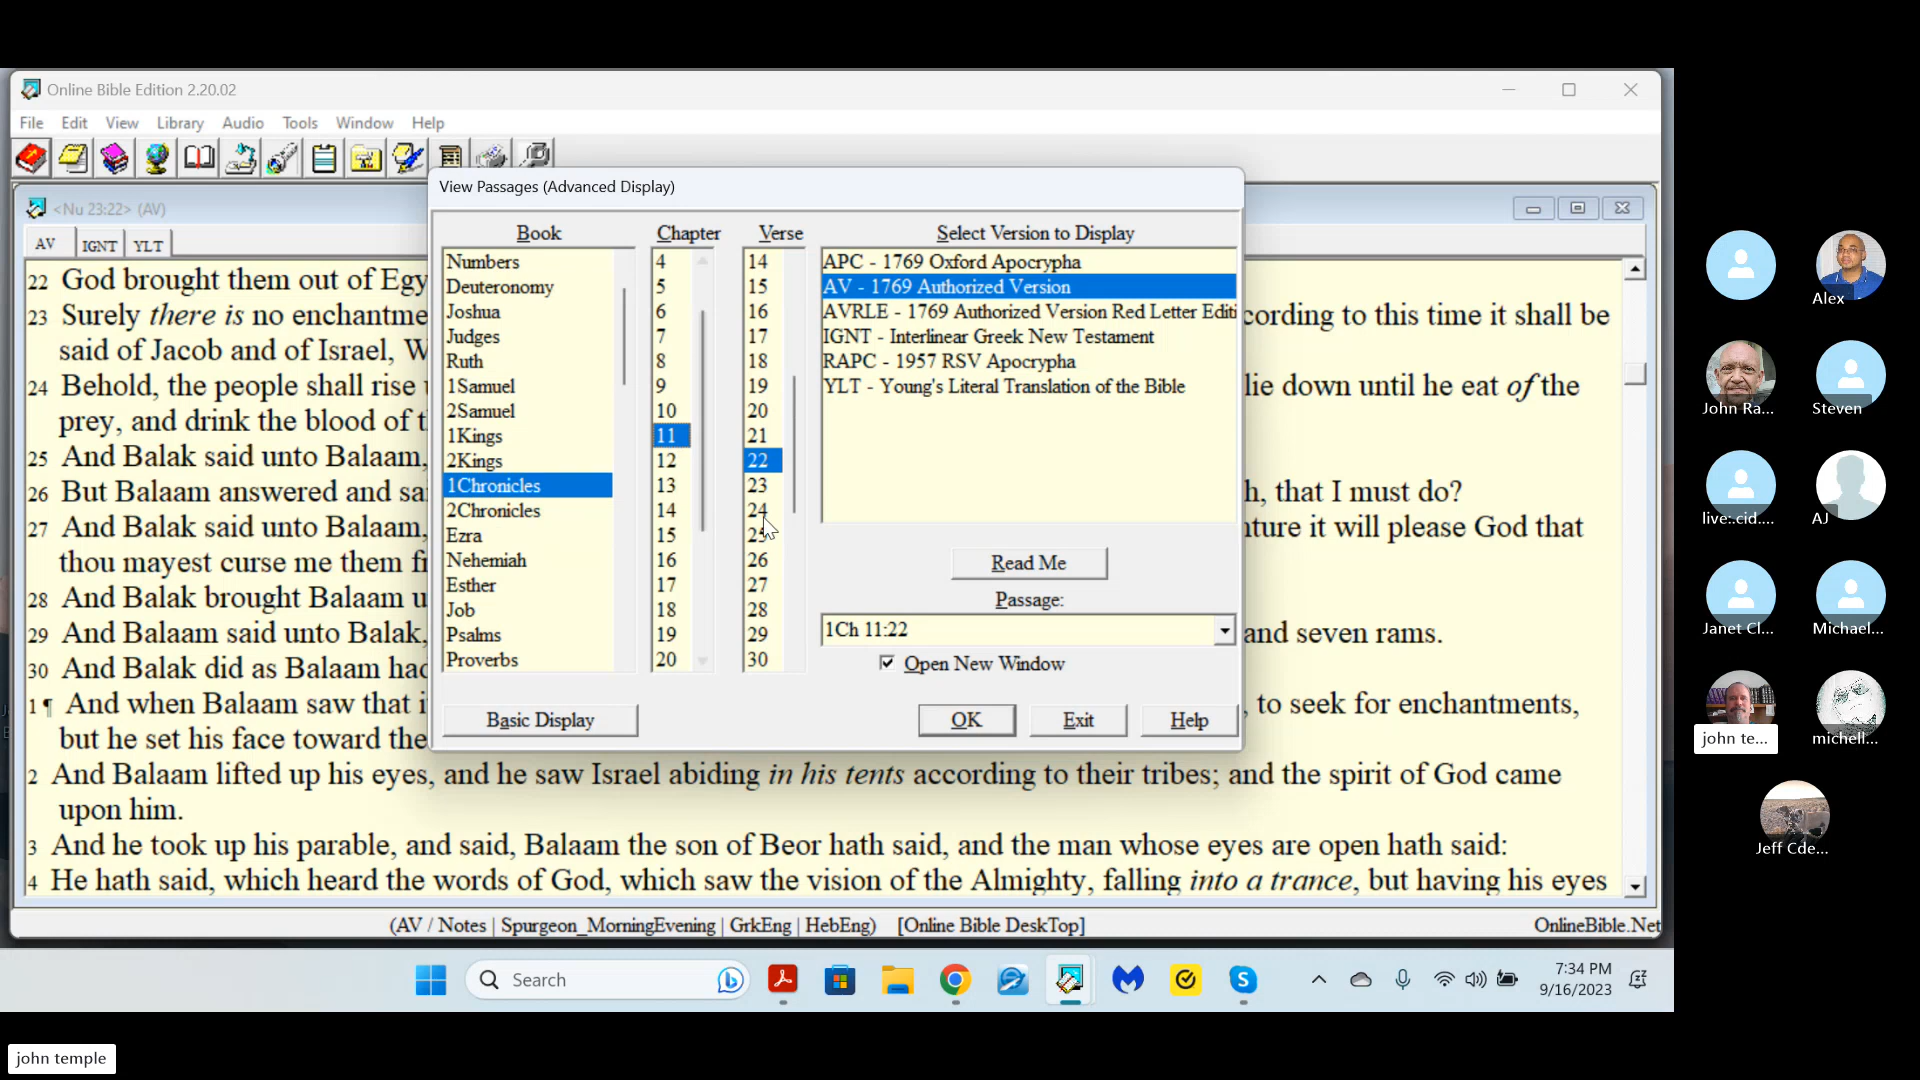 Online Bible Edition 2.20.02
File Edit View Library Audio Tools Window Help
<Nu 23:22> (AV)
AV IGNT YLT
22 God brought them out of Egy
23 Surely there is no enchantme cording to this time it shall be
said of Jacob and of Israel, W
24 Behold, the people shall rise lie down until he eat of the
prey, and drink the blood of t
25 And Balak said unto Balaam,
26 But Balaam answered and sai h, that I must do?
27 And Balak said unto Balaam, nture it will please God that
thou mayest curse me them fr
28 And Balak brought Balaam u
29 And Balaam said unto Balak, and seven rams.
30 And Balak did as Balaam had
1 ¶ And when Balaam saw that i , to seek for enchantments,
but he set his face toward the
2 And Balaam lifted up his eyes, and he saw Israel abiding in his tents according to their tribes; and the spirit of God came
upon him.
3 And he took up his parable, and said, Balaam the son of Beor hath said, and the man whose eyes are open hath said:
4 He hath said, which heard the words of God, which saw the vision of the Almighty, falling into a trance, but having his eyes
View Passages (Advanced Display)
Book Chapter Verse Select Version to Display
Numbers 4 14 APC - 1769 Oxford Apocrypha
Deuteronomy 5 15 AV - 1769 Authorized Version
Joshua 6 16 AVRLE - 1769 Authorized Version Red Letter Editi
Judges 7 17 IGNT - Interlinear Greek New Testament
Ruth 8 18 RAPC - 1957 RSV Apocrypha
1Samuel 9 19 YLT - Young's Literal Translation of the Bible
2Samuel 10 20
1Kings 11 21
2Kings 12 22
1Chronicles 13 23
2Chronicles 14 24
Ezra 15 25
Nehemiah 16 26
Esther 17 27
Job 18 28
Psalms 19 29
Proverbs 20 30
Read Me
Passage:
1Ch 11:22
Open New Window
Basic Display OK Exit Help
(AV / Notes | Spurgeon_MorningEvening | GrkEng | HebEng) [Online Bible DeskTop] OnlineBible.Net
Search
7:34 PM
9/16/2023
Alex
John Ra... Steven
live:.cid.... AJ
Janet Cl... Michael...
john te... michell...
Jeff Cde...
john temple